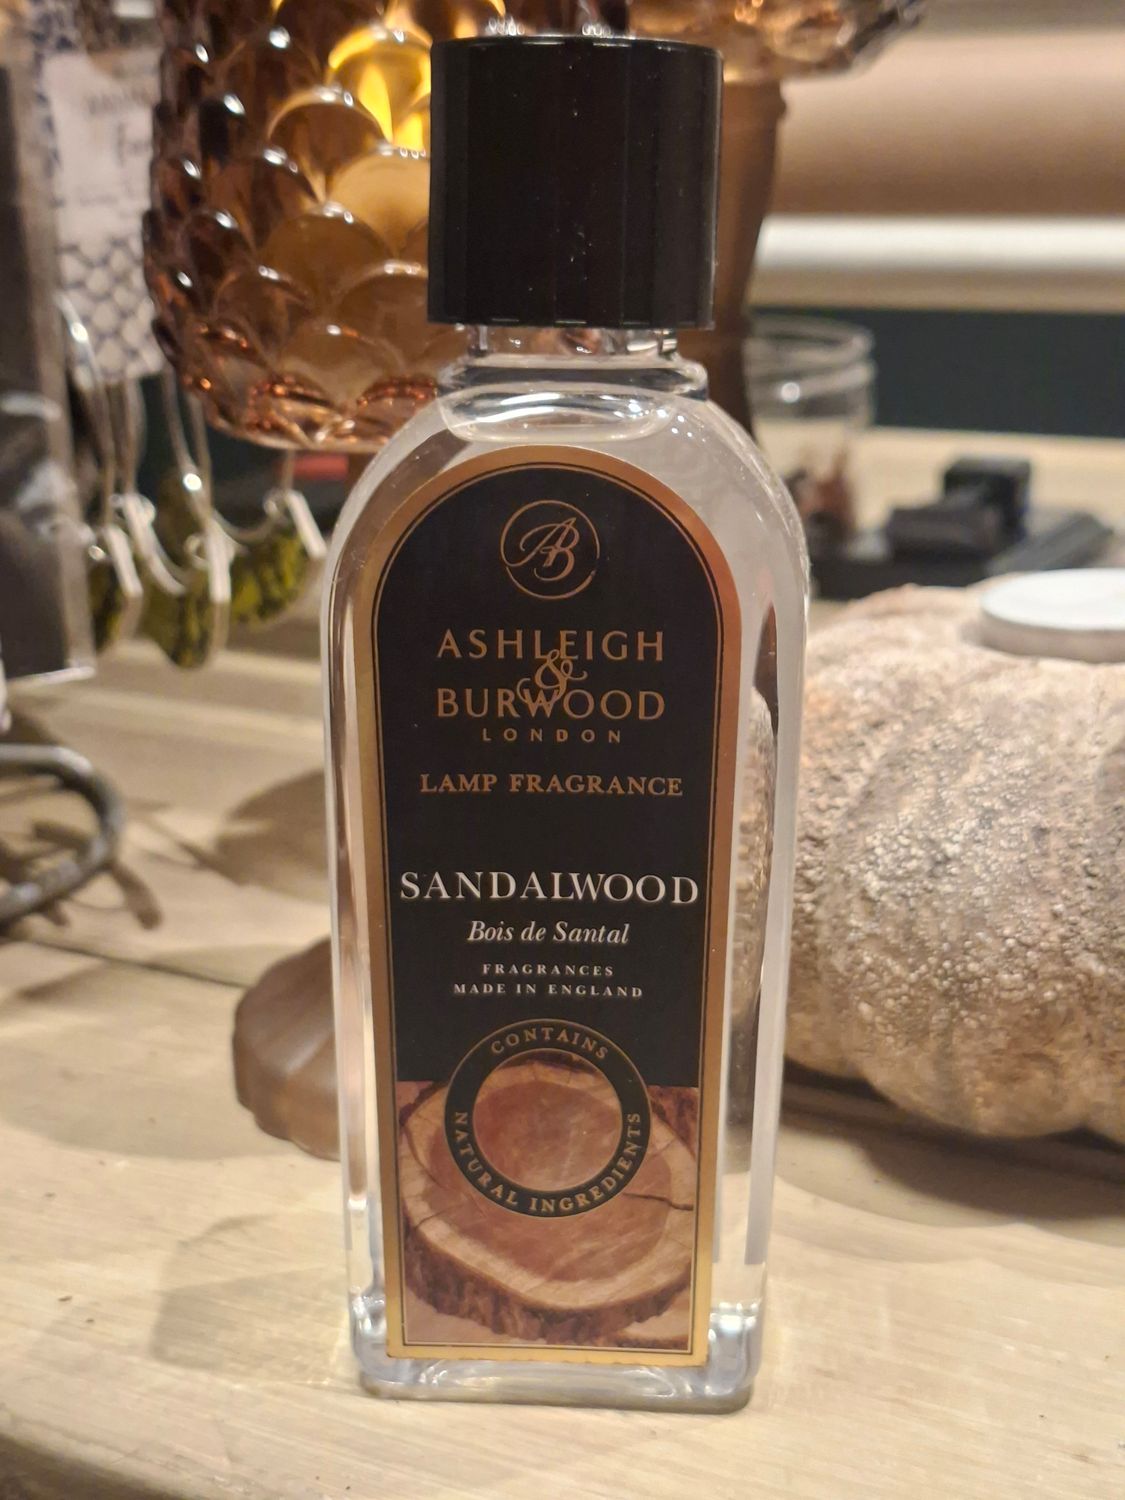 AB
ASHLEIGH
&
BURWOOD
LONDON
LAMP FRAGRANCE
SANDALWOOD
Bois de Santal
FRAGRANCES
MADE IN ENGLAND
CONTAINS
NATURAL INGREDIENTS